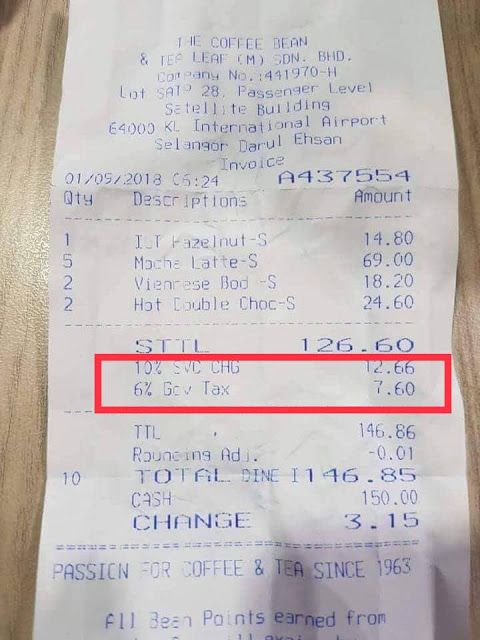 THE COFFEE BEAN
& TEA LEAF (M) SDN. BHD.
Company No.:441970-H
Lot SAT 28, Passenger Level
Satellite Building
64000 KL International Airport
Selangor Darul Ehsan
Invoice
01/09/2018 06:24 A437554
Qty Descriptions Amount
1 Hazelnut-S 14.80
5 Mocha Latte-S 69.00
2 Viennese Bod -S 18.20
2 Hot Double Choc-S 24.60
STTL 126.60
10% SVC CHG 12.66
6% Gov Tax 7.60
TTL 146.86
Rounding Adj. -0.01
10 TOTAL DINE I146.85
CASH 150.00
CHANGE 3.15
PASSION FOR COFFEE & TEA SINCE 1963
All Bean Points earned from